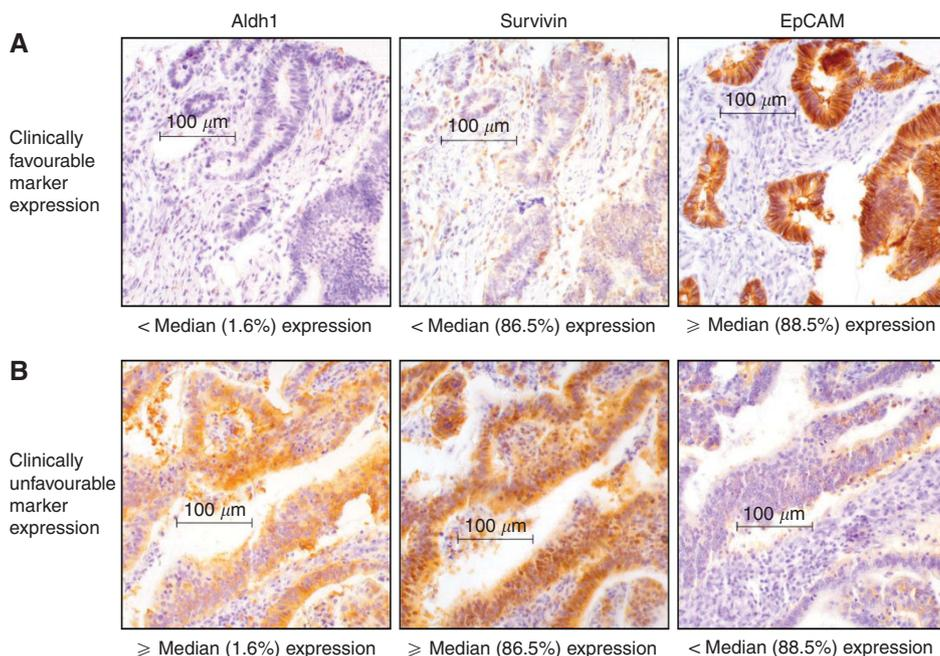 Aldh1 Survivin EpCAM
A
Clinically
favourable
marker
expression
100 μm 100 μm 100 μm
< Median (1.6%) expression < Median (86.5%) expression ⩾ Median (88.5%) expression
B
Clinically
unfavourable
marker
expression
100 μm 100 μm 100 μm
⩾ Median (1.6%) expression ⩾ Median (86.5%) expression < Median (88.5%) expression